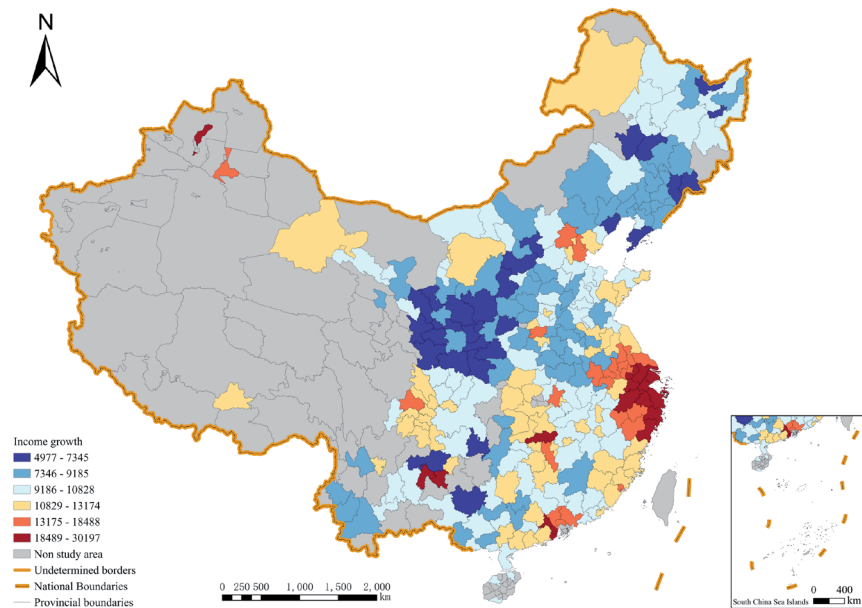 N
Income growth
4977 - 7345
7346 - 9185
9186 - 10828
10829 - 13174
13175 - 18488
18489 - 30197
Non study area
Undetermined borders
National Boundaries
Provincial boundaries
0 250 500 1,000 1,500 2,000
km
South China Sea Islands
0 400
km